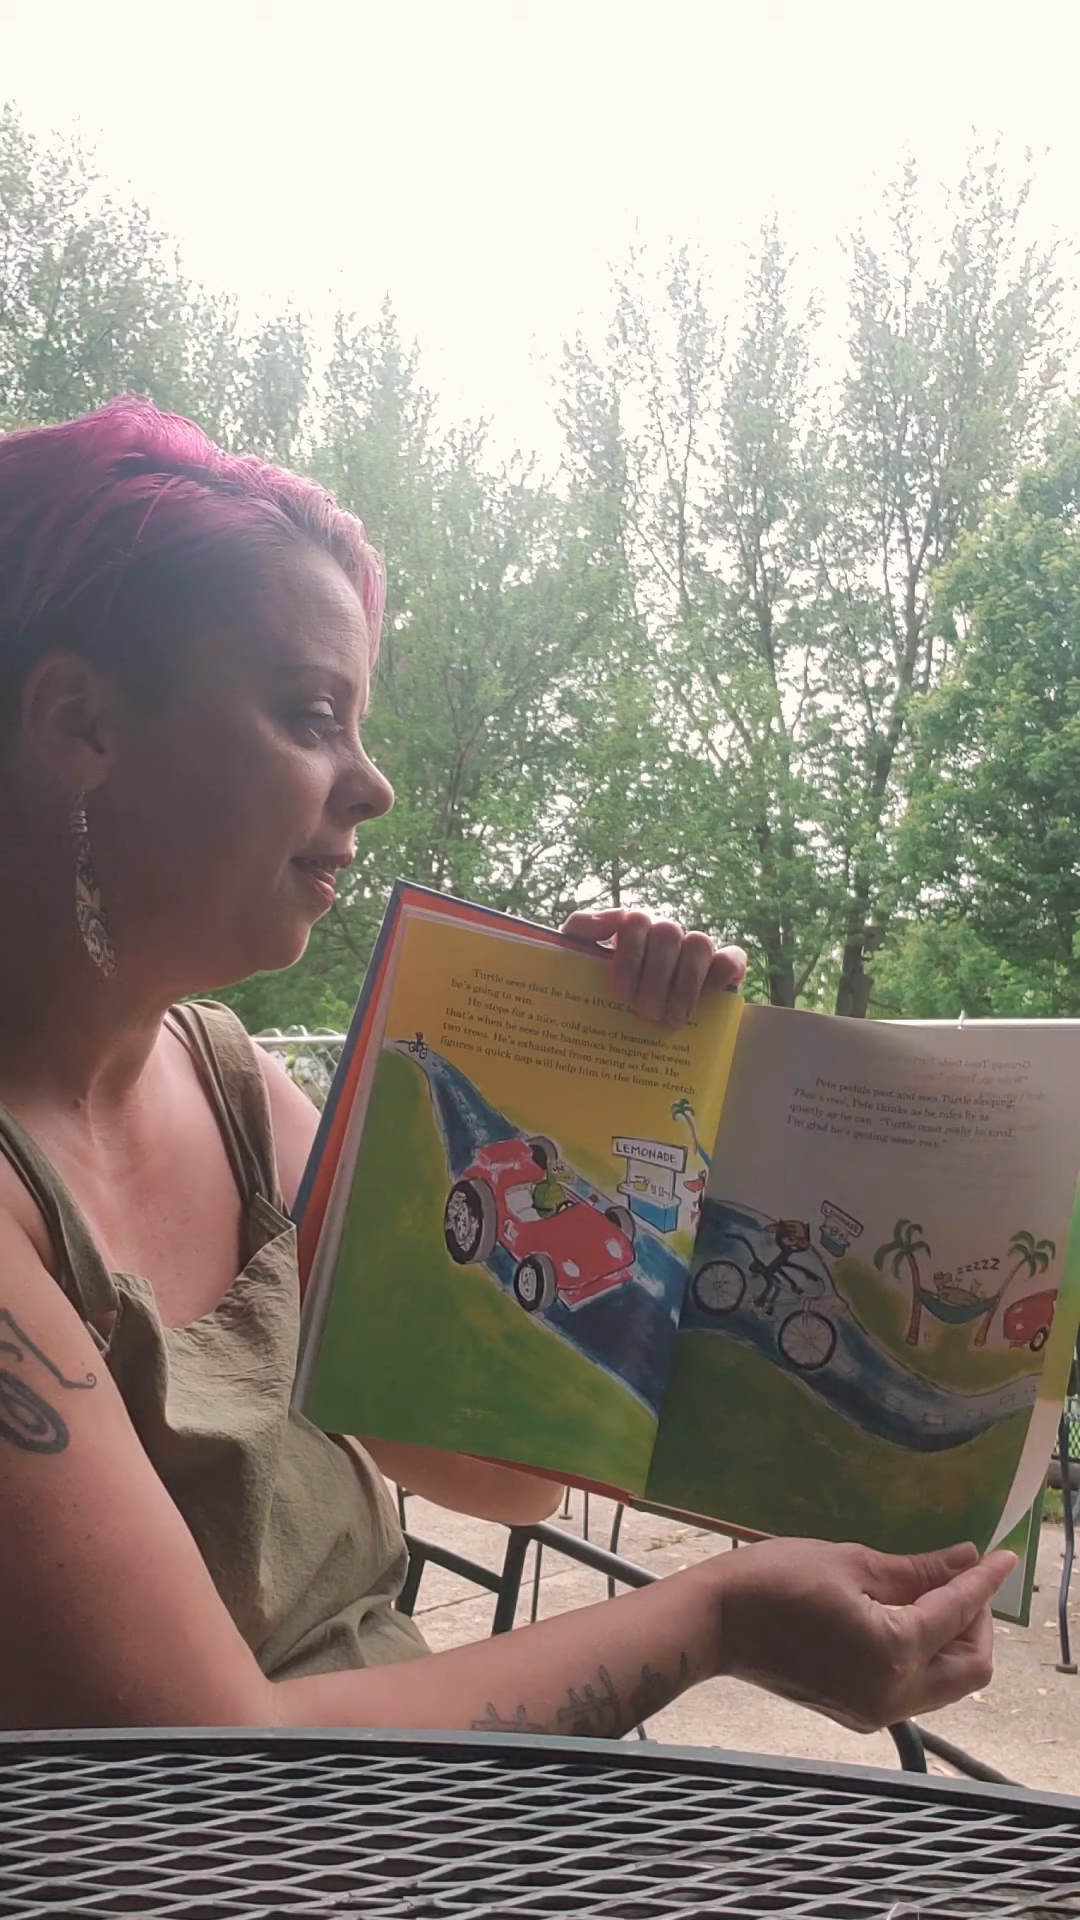 Turtle sees that he has a HUGE
he's going to win.
He stops for a nice, cold glass of lemonade, and
that's when he sees the hammock hanging between
two trees. He's exhausted from racing so fast. He
figures a quick nap will help him in the home stretch
LEMONADE
Pete pedals past and sees Turtle sleeping.
That's cool, Pete thinks as he rides by as
quietly as he can. "Turtle must really be tired.
I'm glad he's getting some rest."
LEMONADE
zzzZZ